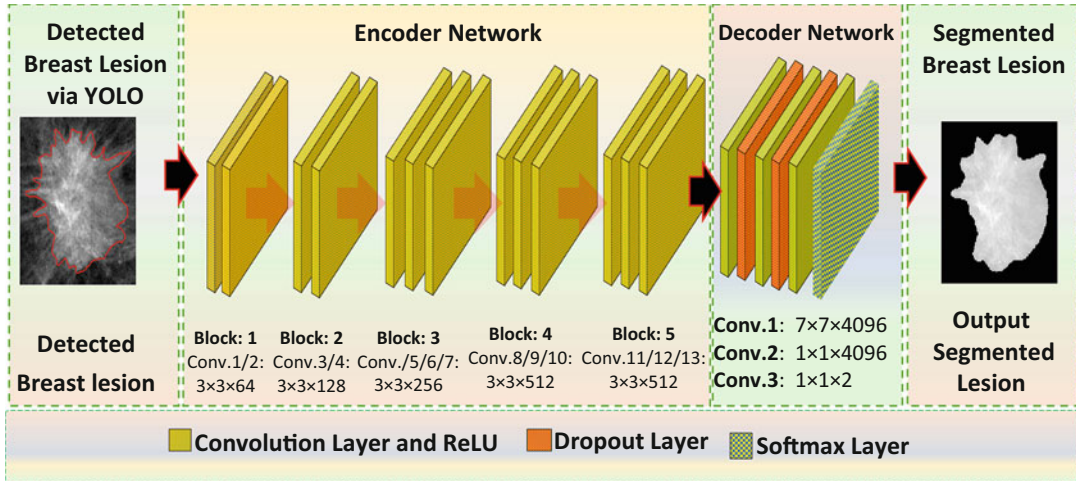 Detected
Breast Lesion
via YOLO
Detected
Breast lesion
Encoder Network
Block: 1
Conv.1/2:
3×3×64
Block: 2
Conv.3/4:
3×3×128
Block: 3
Conv./5/6/7:
3×3×256
Block: 4
Conv.8/9/10:
3×3×512
Block: 5
Conv.11/12/13:
3×3×512
Decoder Network
Conv.1: 7×7×4096
Conv.2: 1×1×4096
Conv.3: 1×1×2
Segmented
Breast Lesion
Output
Segmented
Lesion
Convolution Layer and ReLU
Dropout Layer
Softmax Layer